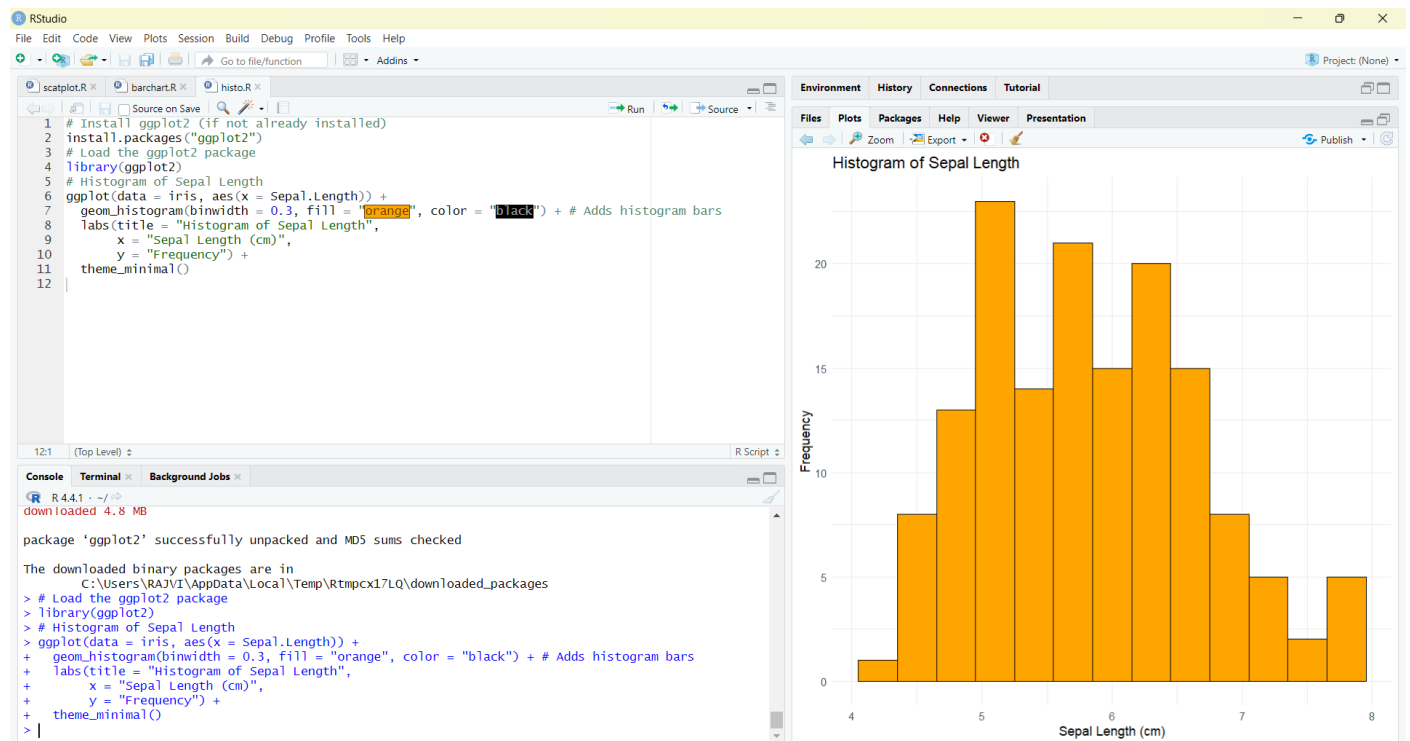 RStudio
File Edit Code View Plots Session Build Debug Profile Tools Help
Go to file/function Addins Project: (None)
scatplot.R barchart.R histo.R
Source on Save Run Source
1 # Install ggplot2 (if not already installed)
2 install.packages("ggplot2")
3 # Load the ggplot2 package
4 library(ggplot2)
5 # Histogram of Sepal Length
6 ggplot(data = iris, aes(x = Sepal.Length)) +
7   geom_histogram(binwidth = 0.3, fill = "orange", color = "black") + # Adds histogram bars
8   labs(title = "Histogram of Sepal Length",
9        x = "Sepal Length (cm)",
10        y = "Frequency") +
11   theme_minimal()
12
12:1 (Top Level) R Script
Console Terminal Background Jobs
R 4.4.1 · ~/
downloaded 4.8 MB
package ‘ggplot2’ successfully unpacked and MD5 sums checked
The downloaded binary packages are in
C:\Users\RAJVI\AppData\Local\Temp\Rtmpcx17LQ\downloaded_packages
> # Load the ggplot2 package
> library(ggplot2)
> # Histogram of Sepal Length
> ggplot(data = iris, aes(x = Sepal.Length)) +
+   geom_histogram(binwidth = 0.3, fill = "orange", color = "black") + # Adds histogram bars
+   labs(title = "Histogram of Sepal Length",
+        x = "Sepal Length (cm)",
+        y = "Frequency") +
+   theme_minimal()
>
Environment History Connections Tutorial
Files Plots Packages Help Viewer Presentation
Zoom Export Publish
Histogram of Sepal Length
20
15
10
5
0
Frequency
4 5 6 7 8
Sepal Length (cm)